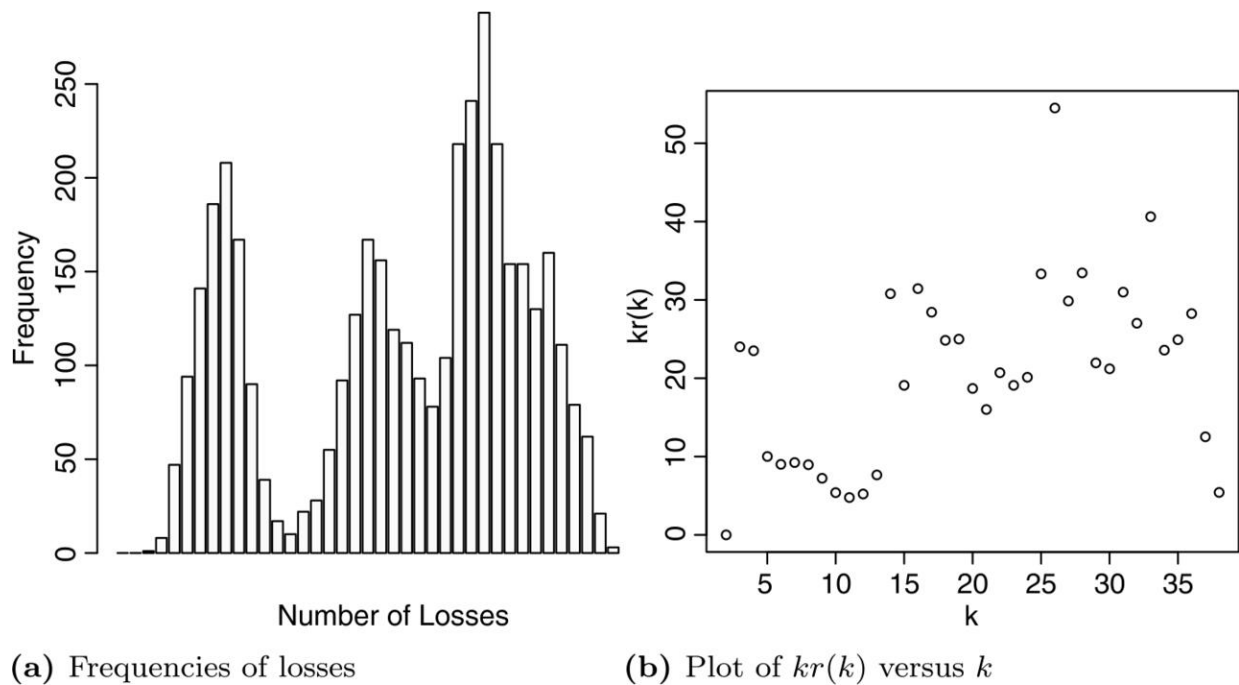 250
200
150
100
50
0
Frequency
Number of Losses
(a) Frequencies of losses
50
40
30
20
10
0
kr(k)
5 10 15 20 25 30 35
k
(b) Plot of kr(k) versus k